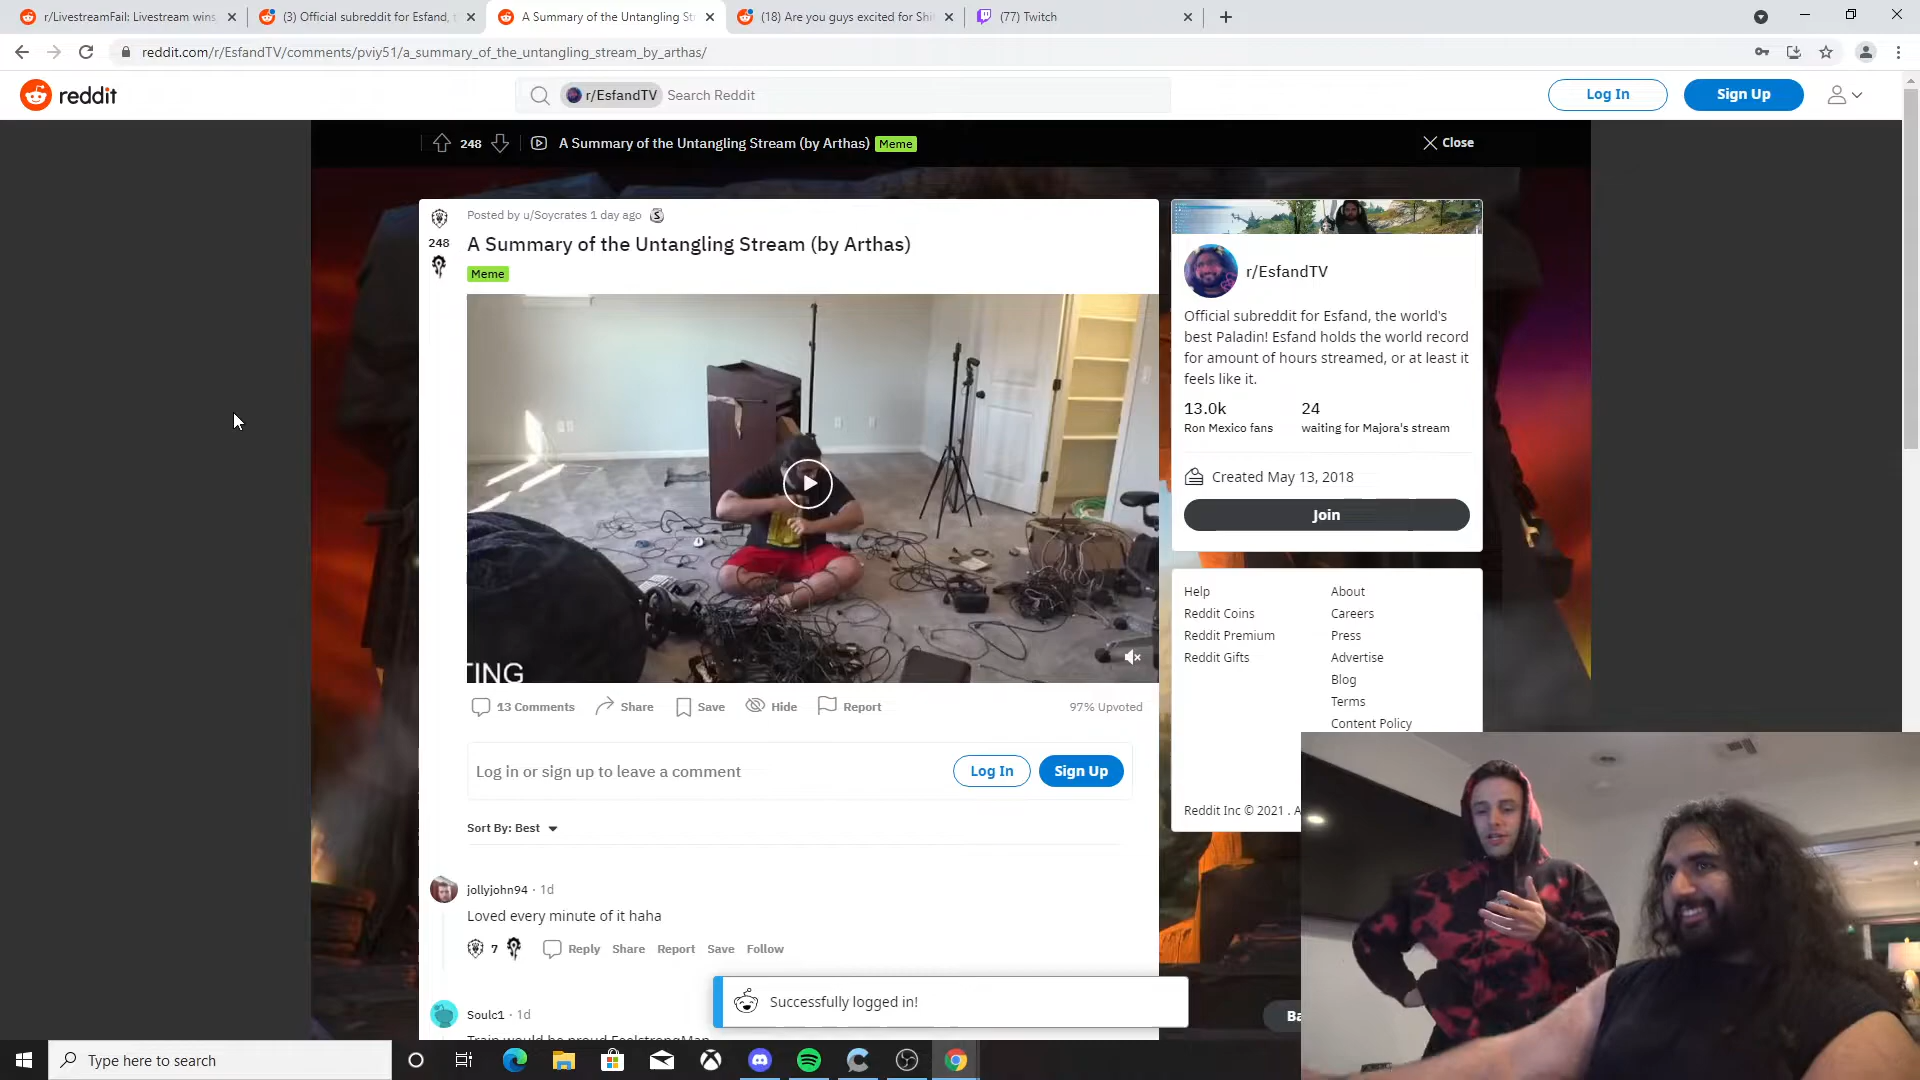 r/LivestreamFail: Livestream wins
(3) Official subreddit for Esfand, t
A Summary of the Untangling St
(18) Are you guys excited for Shi
(77) Twitch
reddit.com/r/EsfandTV/comments/pviy51/a_summary_of_the_untangling_stream_by_arthas/
reddit
r/EsfandTV Search Reddit
Log In
Sign Up
248
A Summary of the Untangling Stream (by Arthas) Meme
Close
Posted by u/Soycrates 1 day ago
248
A Summary of the Untangling Stream (by Arthas)
Meme
TING
13 Comments Share Save Hide Report 97% Upvoted
Log in or sign up to leave a comment
Log In
Sign Up
Sort By: Best
jollyjohn94 · 1d
Loved every minute of it haha
7 Reply Share Report Save Follow
Soulc1 · 1d
Train would be proud FeelstrongMan
r/EsfandTV
Official subreddit for Esfand, the world's
best Paladin! Esfand holds the world record
for amount of hours streamed, or at least it
feels like it.
13.0k 24
Ron Mexico fans waiting for Majora's stream
Created May 13, 2018
Join
Help About
Reddit Coins Careers
Reddit Premium Press
Reddit Gifts Advertise
Blog
Terms
Content Policy
Reddit Inc © 2021 . A
Successfully logged in!
Ba
Type here to search